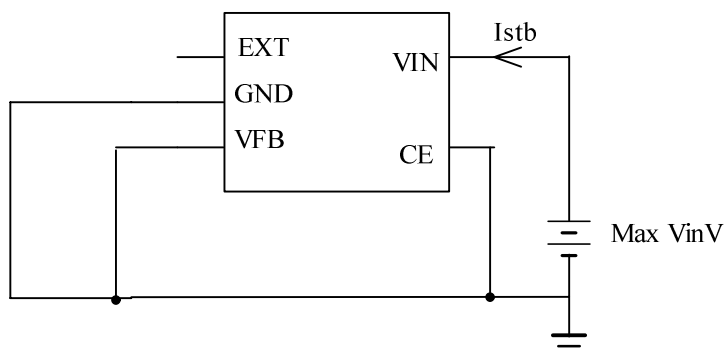 Istb
EXT
VIN
GND
VFB
CE
Max VinV